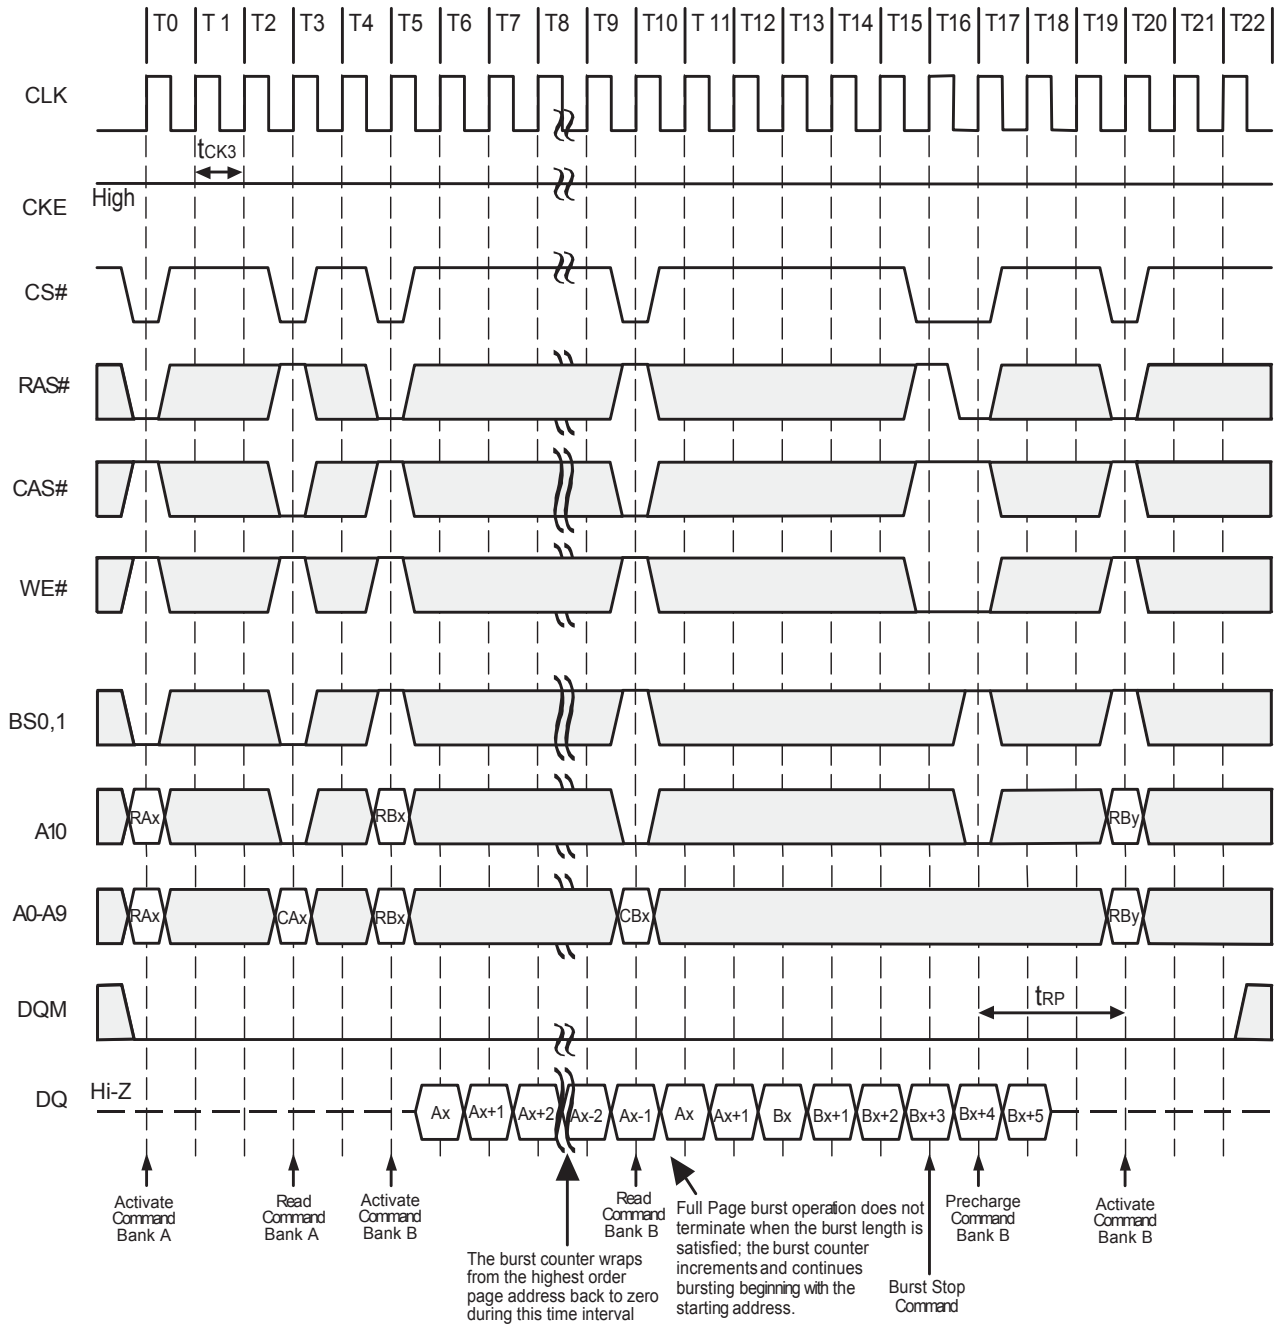 T0 T 1 T2 T3 T4 T5 T6 T7 T8 T9 T10 T 11 T12 T13 T14 T15 T16 T17 T18 T19 T20 T21 T22
CLK
tCK3
High
CKE
CS#
RAS#
CAS#
WE#
BS0,1
A10
RAx RBx RBy
A0-A9
RAx CAx RBx CBx RBy
DQM
tRP
DQ
Hi-Z
Ax Ax+1 Ax+2 Ax-2 Ax-1 Ax Ax+1 Bx Bx+1 Bx+2 Bx+3 Bx+4 Bx+5
Activate
Command
Bank A
Read
Command
Bank A
Activate
Command
Bank B
The burst counter wraps
from the highest order
page address back to zero
during this time interval
Read
Command
Bank B
Full Page burst operation does not
terminate when the burst length is
satisfied; the burst counter
increments and continues
bursting beginning with the
starting address.
Burst Stop
Command
Precharge
Command
Bank B
Activate
Command
Bank B